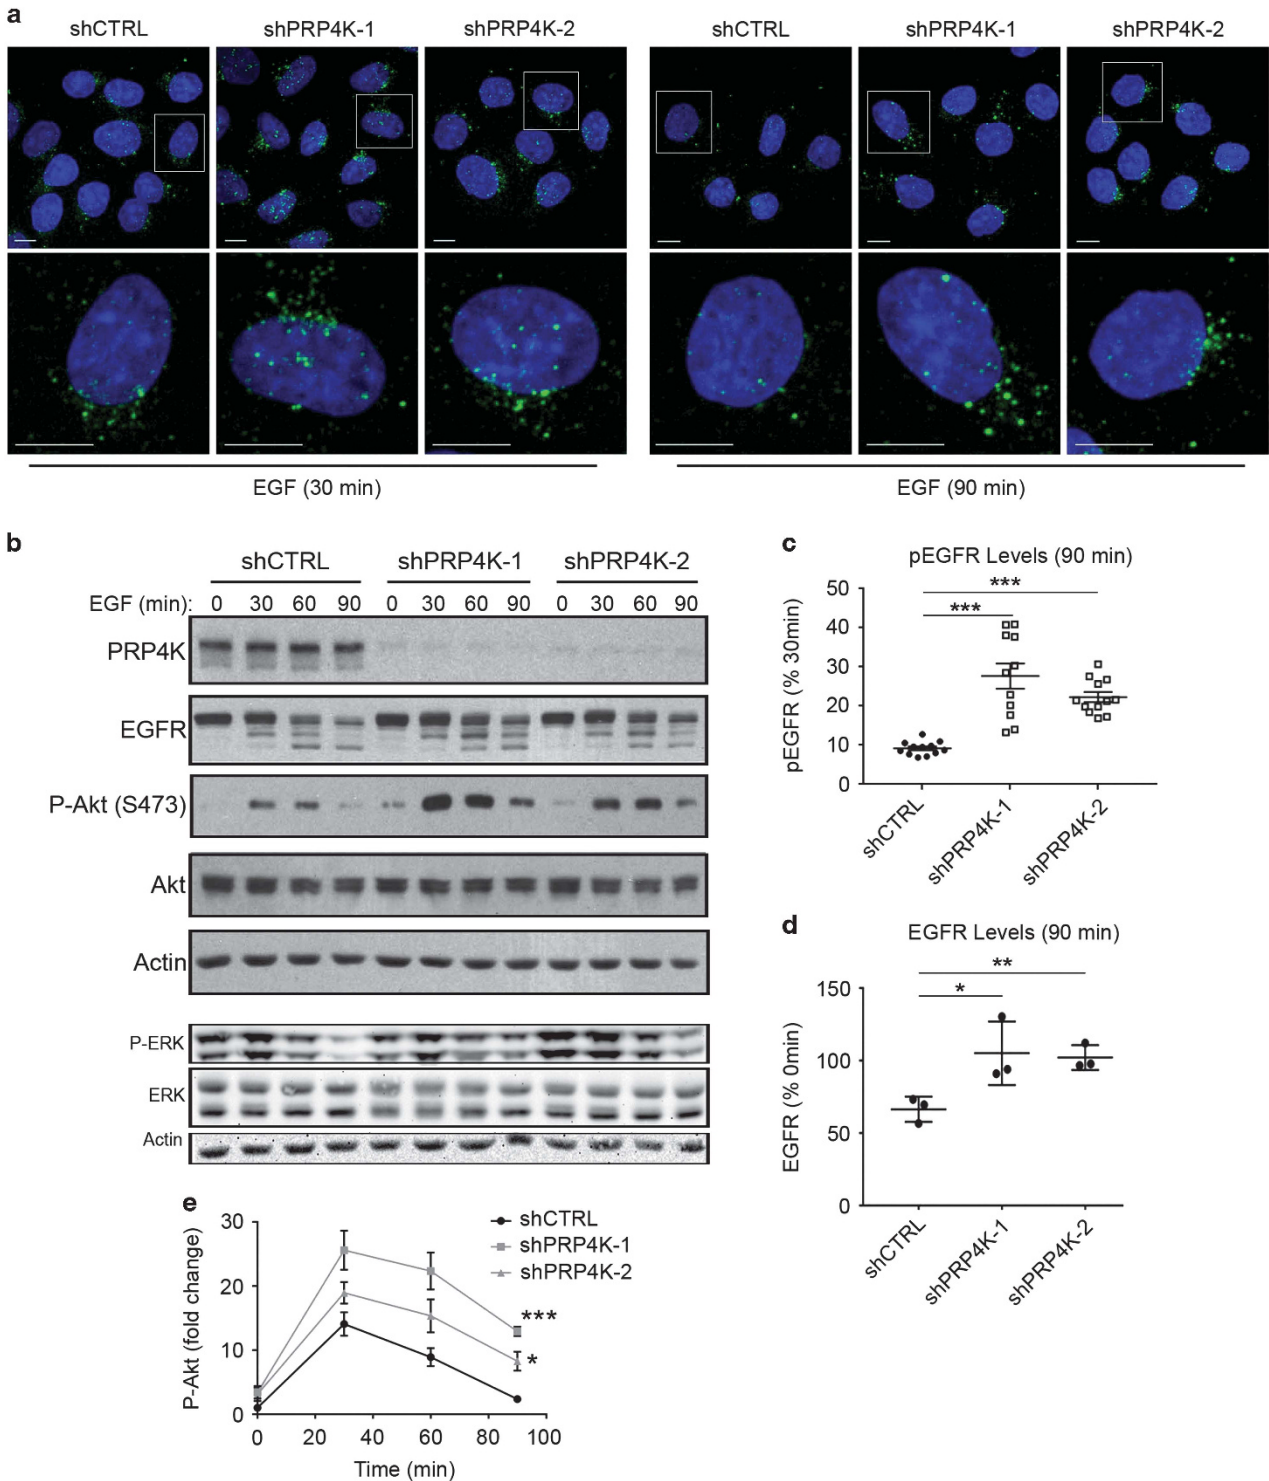 a
shCTRL shPRP4K-1 shPRP4K-2 shCTRL shPRP4K-1 shPRP4K-2
EGF (30 min) EGF (90 min)
b
shCTRL shPRP4K-1 shPRP4K-2
EGF (min): 0 30 60 90 0 30 60 90 0 30 60 90
PRP4K
EGFR
P-Akt (S473)
Akt
Actin
P-ERK
ERK
Actin
c
pEGFR Levels (90 min)
***
***
pEGFR (% 30min)
50
40
30
20
10
0
shCTRL shPRP4K-1 shPRP4K-2
d
EGFR Levels (90 min)
**
*
EGFR (% 0min)
150
100
50
0
shCTRL shPRP4K-1 shPRP4K-2
e
shCTRL
shPRP4K-1
shPRP4K-2
P-Akt (fold change)
30
20
10
0
***
*
0 20 40 60 80 100
Time (min)